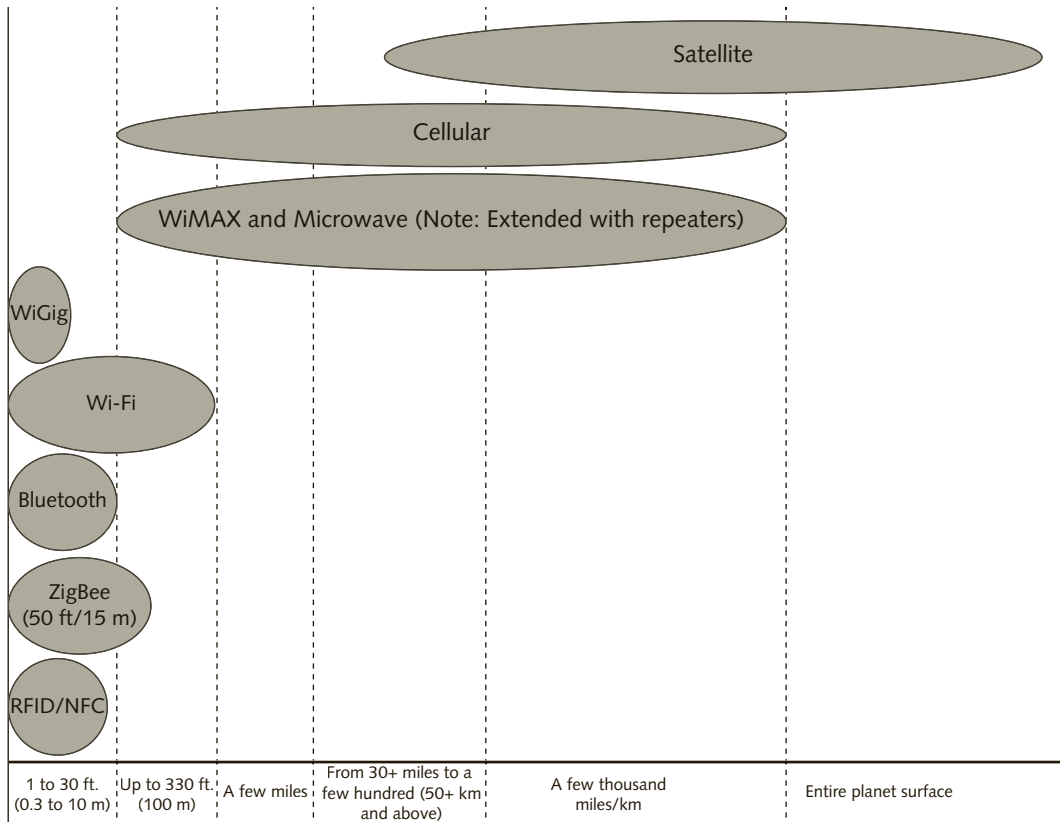 Satellite
Cellular
WiMAX and Microwave (Note: Extended with repeaters)
WiGig
Wi-Fi
Bluetooth
ZigBee
(50 ft/15 m)
RFID/NFC
1 to 30 ft.
(0.3 to 10 m)
Up to 330 ft.
(100 m)
A few miles
From 30+ miles to a
few hundred (50+ km
and above)
A few thousand
miles/km
Entire planet surface